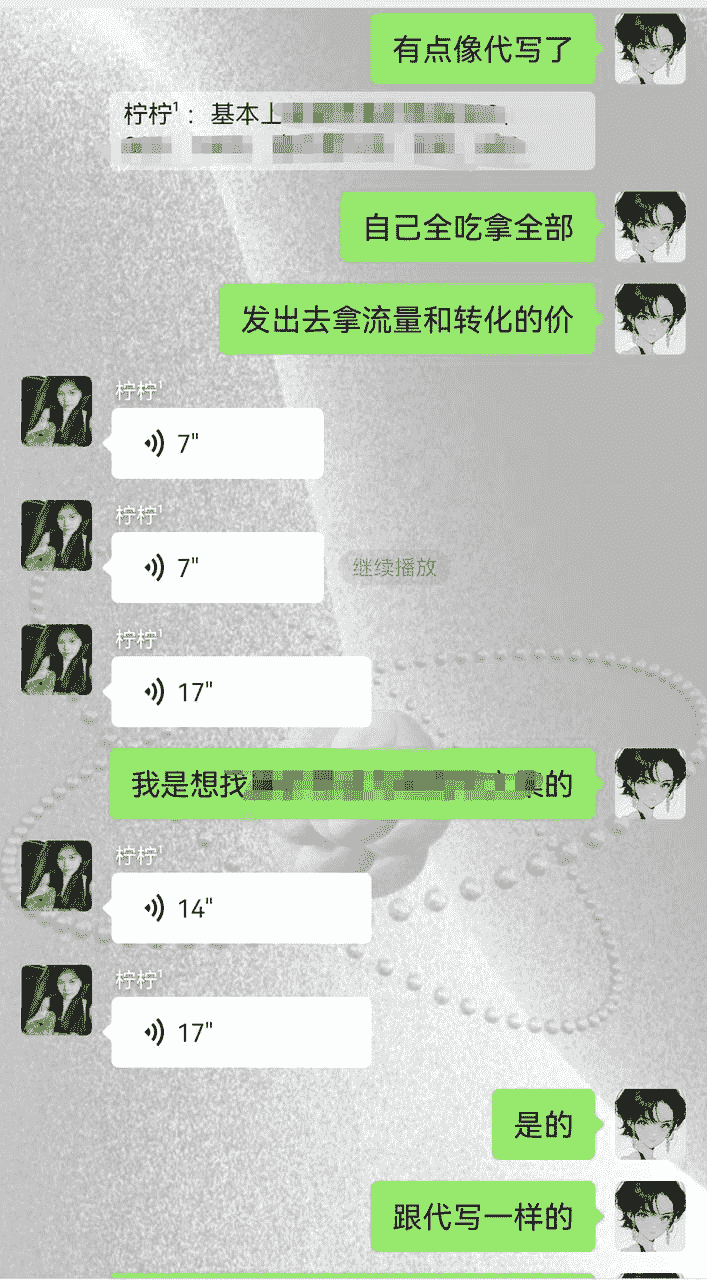 有点像代写了
柠柠¹：基本上
自己全吃拿全部
发出去拿流量和转化的价
柠柠¹
7"
柠柠¹
7"
继续播放
柠柠¹
17"
我是想找的
柠柠¹
14"
柠柠¹
17"
是的
跟代写一样的